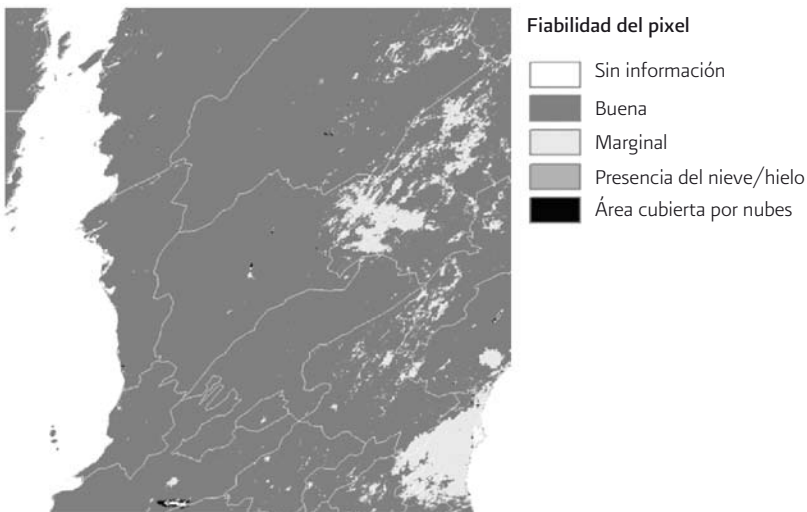 Fiabilidad del pixel
Sin información
Buena
Marginal
Presencia del nieve/hielo
Área cubierta por nubes